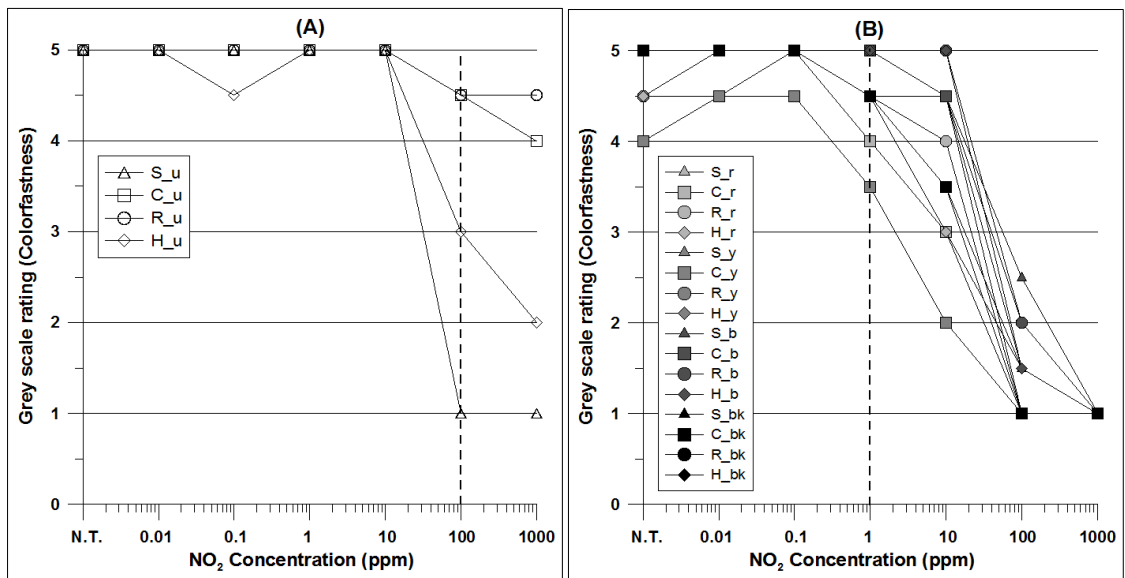 (A)
Grey scale rating (Colorfastness)
5
4
3
2
1
0
S_u
C_u
R_u
H_u
N.T. 0.01 0.1 1 10 100 1000
NO₂ Concentration (ppm)
(B)
Grey scale rating (Colorfastness)
5
4
3
2
1
0
S_r
C_r
R_r
H_r
S_y
C_y
R_y
H_y
S_b
C_b
R_b
H_b
S_bk
C_bk
R_bk
H_bk
N.T. 0.01 0.1 1 10 100 1000
NO₂ Concentration (ppm)